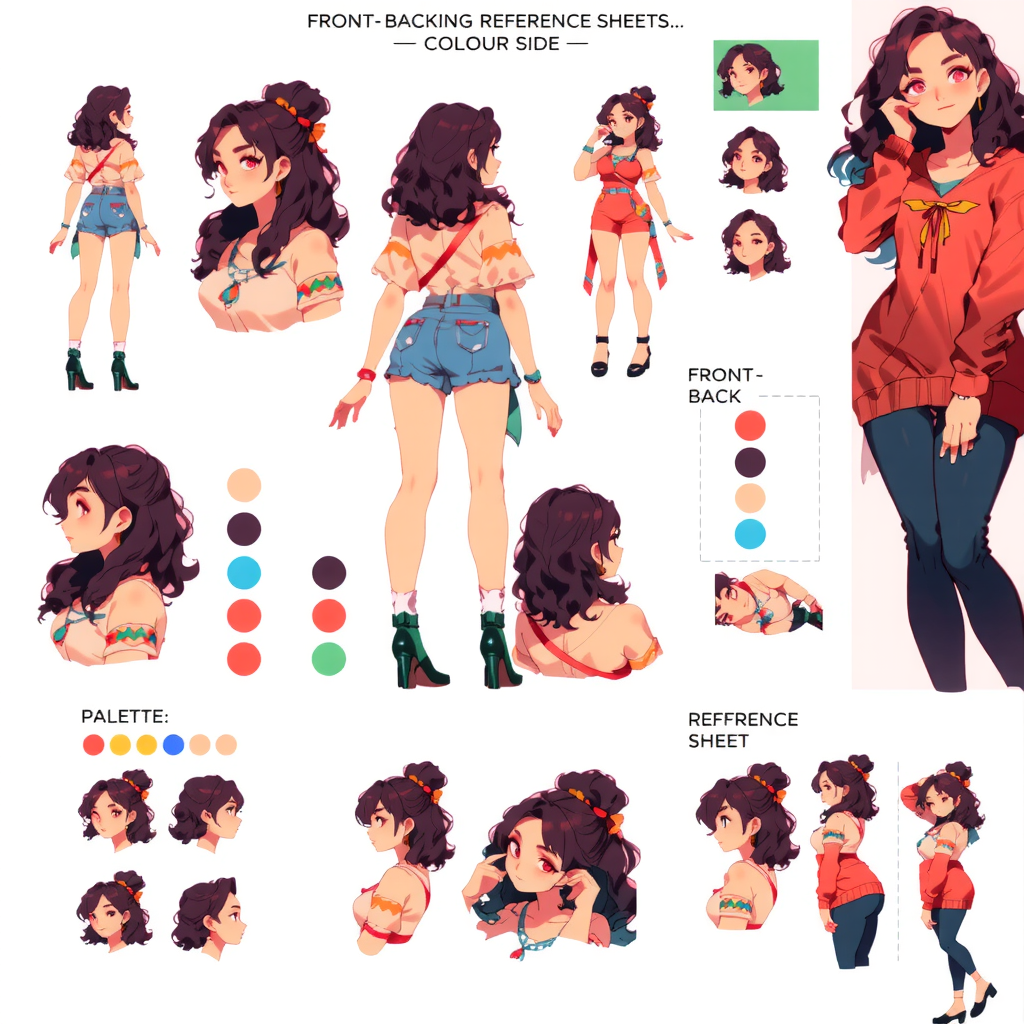 FRONT-BACKING REFERENCE SHEETS...
— COLOUR SIDE —
FRONT-
BACK
PALETTE:
REFFRENCE
SHEET